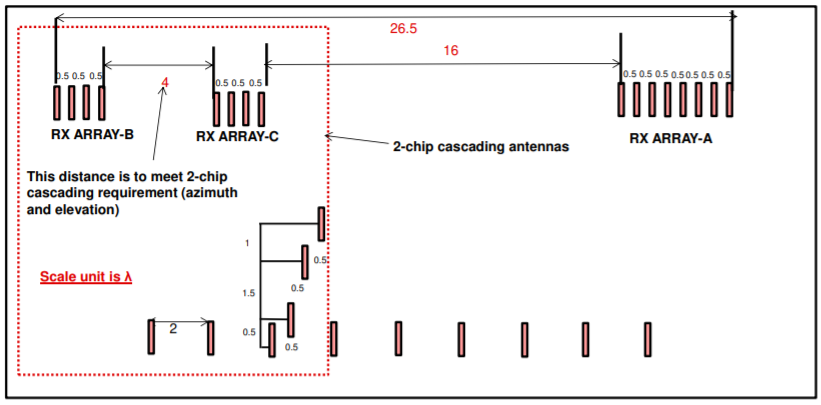 26.5
16
0.5 0.5 0.5
4
0.5 0.5 0.5
0.5 0.5 0.5 0.5 0.5 0.5 0.5
RX ARRAY-B
RX ARRAY-C
RX ARRAY-A
2-chip cascading antennas
This distance is to meet 2-chip
cascading requirement (azimuth
and elevation)
1
0.5
Scale unit is λ
1.5
0.5
2
0.5
0.5